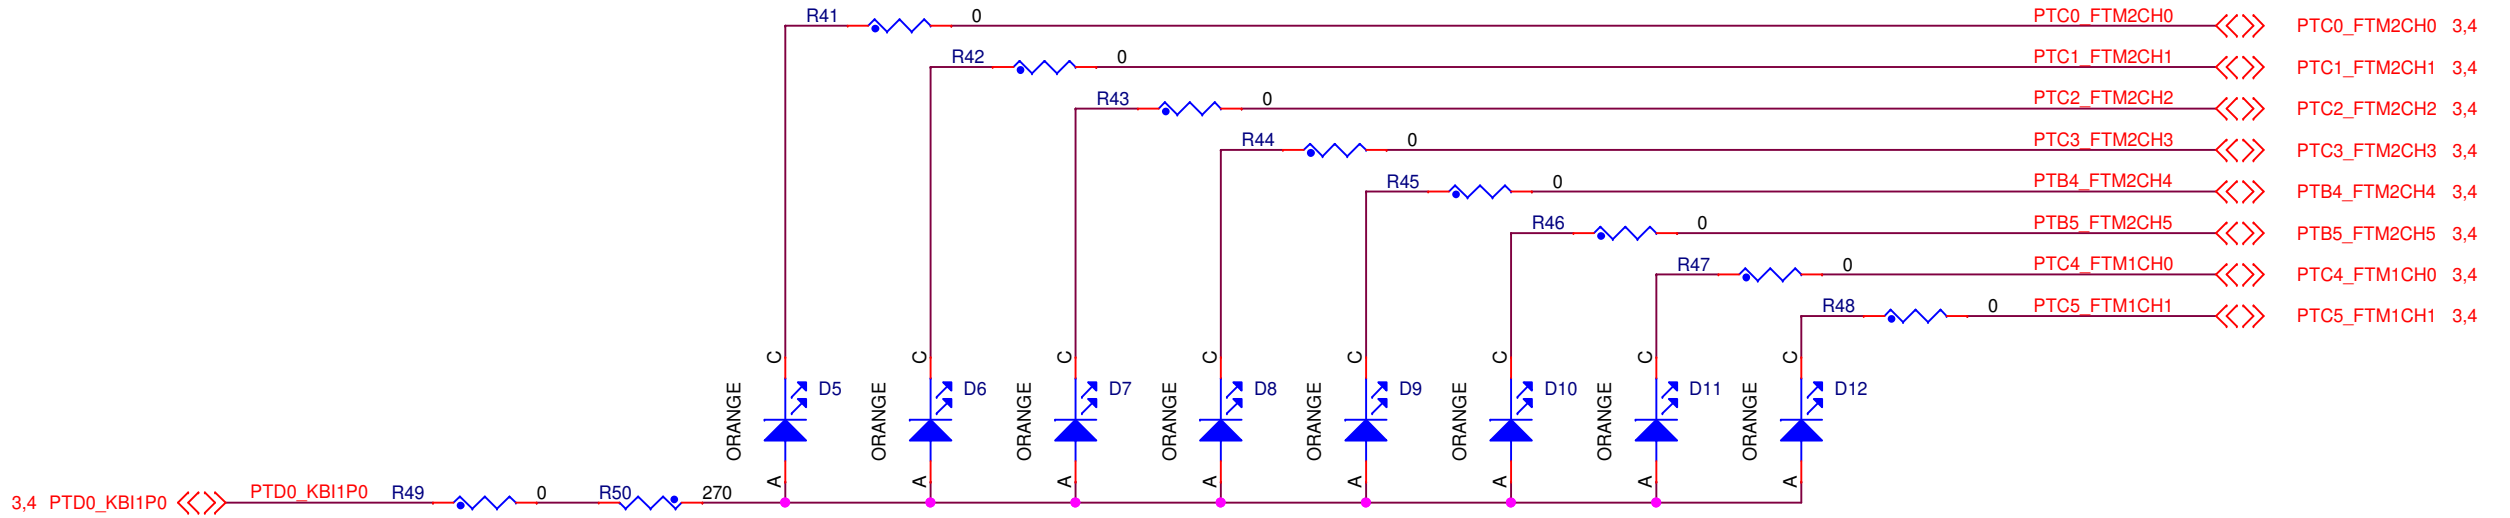 R41 0 PTC0_FTM2CH0 PTC0_FTM2CH0 3,4
R42 0 PTC1_FTM2CH1 PTC1_FTM2CH1 3,4
R43 0 PTC2_FTM2CH2 PTC2_FTM2CH2 3,4
R44 0 PTC3_FTM2CH3 PTC3_FTM2CH3 3,4
R45 0 PTB4_FTM2CH4 PTB4_FTM2CH4 3,4
R46 0 PTB5_FTM2CH5 PTB5_FTM2CH5 3,4
R47 0 PTC4_FTM1CH0 PTC4_FTM1CH0 3,4
R48 0 PTC5_FTM1CH1 PTC5_FTM1CH1 3,4
C C C C C C C C
D5 D6 D7 D8 D9 D10 D11 D12
ORANGE ORANGE ORANGE ORANGE ORANGE ORANGE ORANGE ORANGE
A A A A A A A A
3,4 PTD0_KBI1P0 PTD0_KBI1P0 R49 0 R50 270